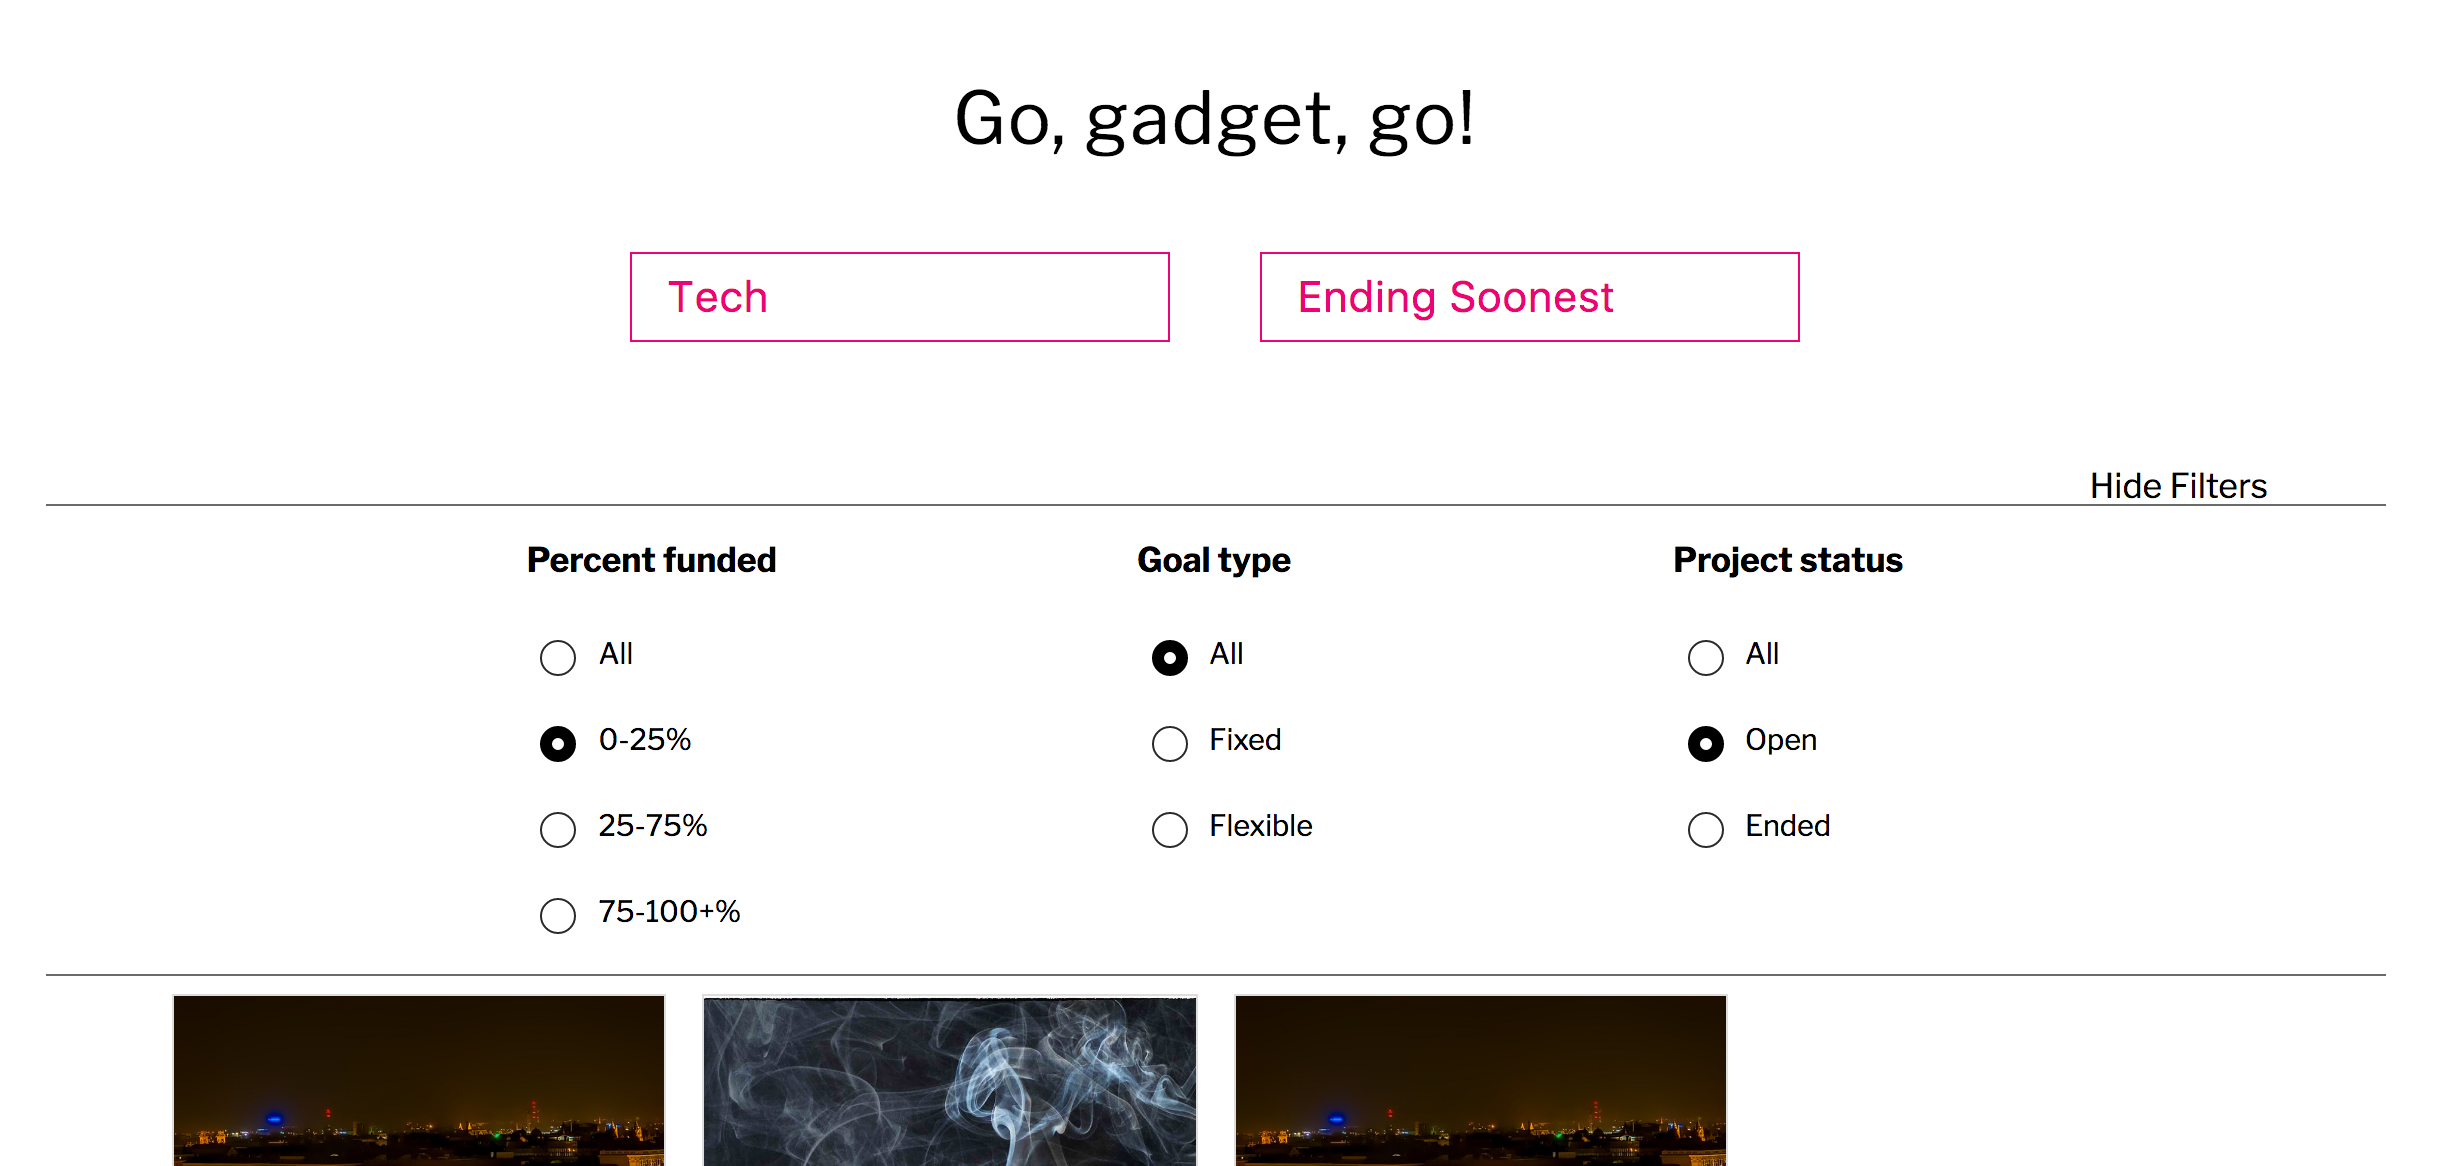 Go, gadget, go!
Tech
Ending Soonest
Hide Filters
Percent funded
All
0-25%
25-75%
75-100+%
Goal type
All
Fixed
Flexible
Project status
All
Open
Ended